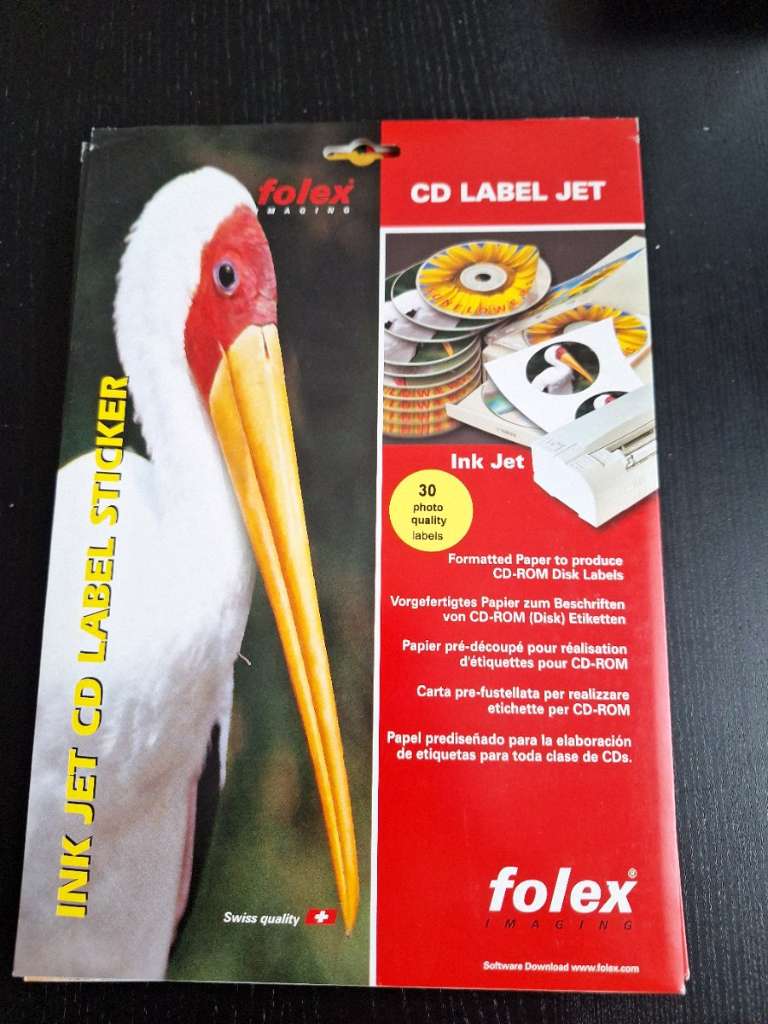 folex
IMAGING
CD LABEL JET
INK JET CD LABEL STICKER
Ink Jet
30
photo
quality
labels
Formatted Paper to produce
CD-ROM Disk Labels
Vorgefertigtes Papier zum Beschriften
von CD-ROM (Disk) Etiketten
Papier pré-découpé pour réalisation
d'étiquettes pour CD-ROM
Carta pre-fustellata per realizzare
etichette per CD-ROM
Papel prediseñado para la elaboración
de etiquetas para toda clase de CDs.
Swiss quality
folex®
IMAGING
Software Download www.folex.com